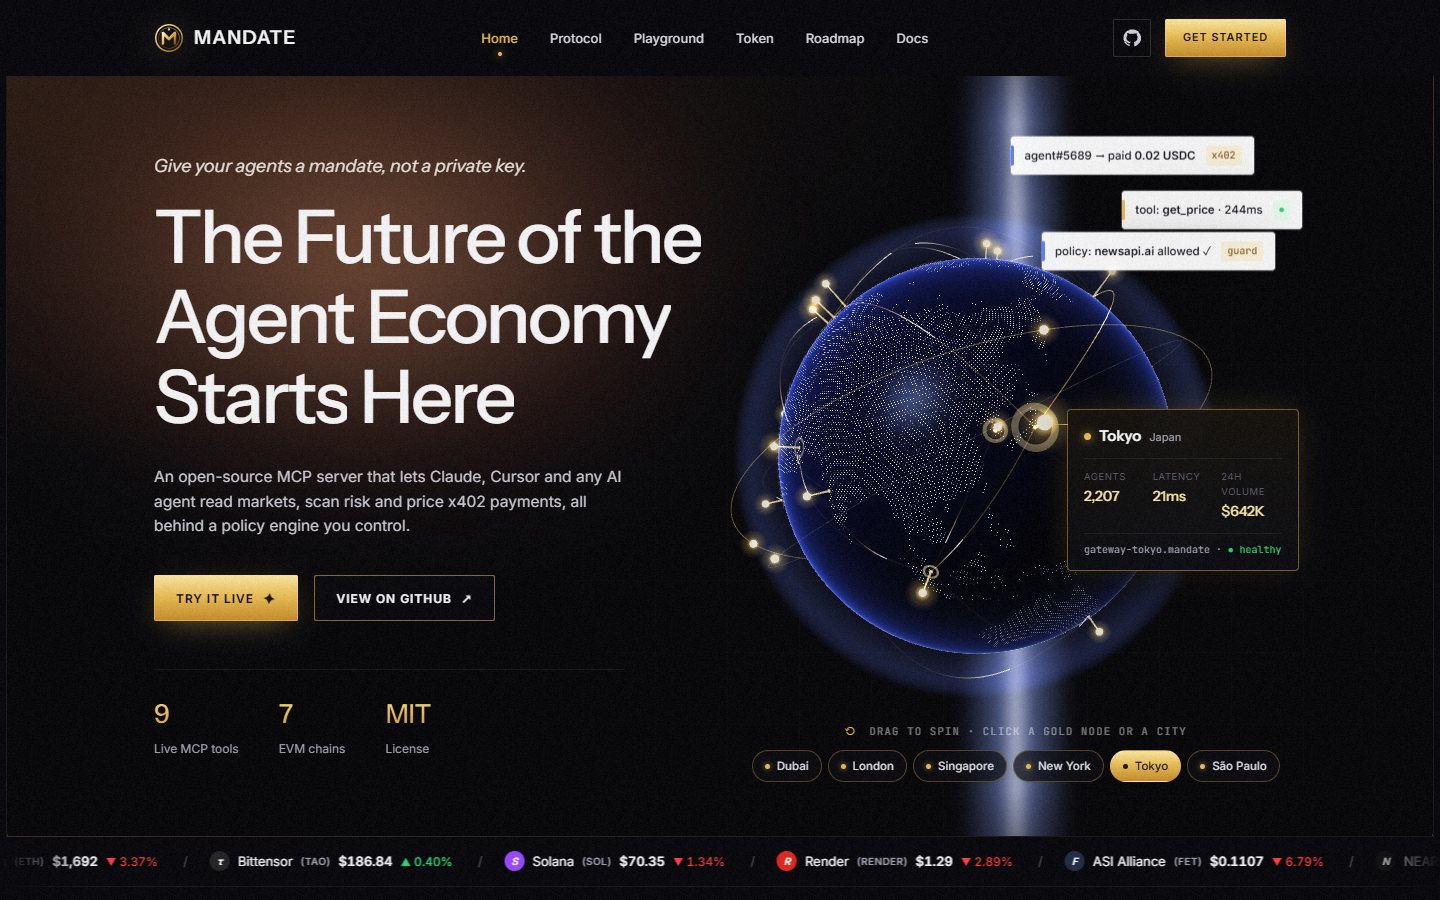 MANDATE
Home Protocol Playground Token Roadmap Docs
GET STARTED
Give your agents a mandate, not a private key.
The Future of the
Agent Economy
Starts Here
An open-source MCP server that lets Claude, Cursor and any AI
agent read markets, scan risk and price x402 payments, all
behind a policy engine you control.
TRY IT LIVE ✦
VIEW ON GITHUB ↗
9 7 MIT
Live MCP tools EVM chains License
agent#5689 → paid 0.02 USDC x402
tool: get_price · 244ms
policy: newsapi.ai allowed ✓ guard
Tokyo Japan
AGENTS LATENCY 24H VOLUME
2,207 21ms $642K
gateway-tokyo.mandate · ● healthy
DRAG TO SPIN · CLICK A GOLD NODE OR A CITY
Dubai London Singapore New York Tokyo São Paulo
(ETH) $1,692 ▼ 3.37% / Bittensor (TAO) $186.84 ▲ 0.40% / Solana (SOL) $70.35 ▼ 1.34% / Render (RENDER) $1.29 ▼ 2.89% / ASI Alliance (FET) $0.1107 ▼ 6.79% / NEAR